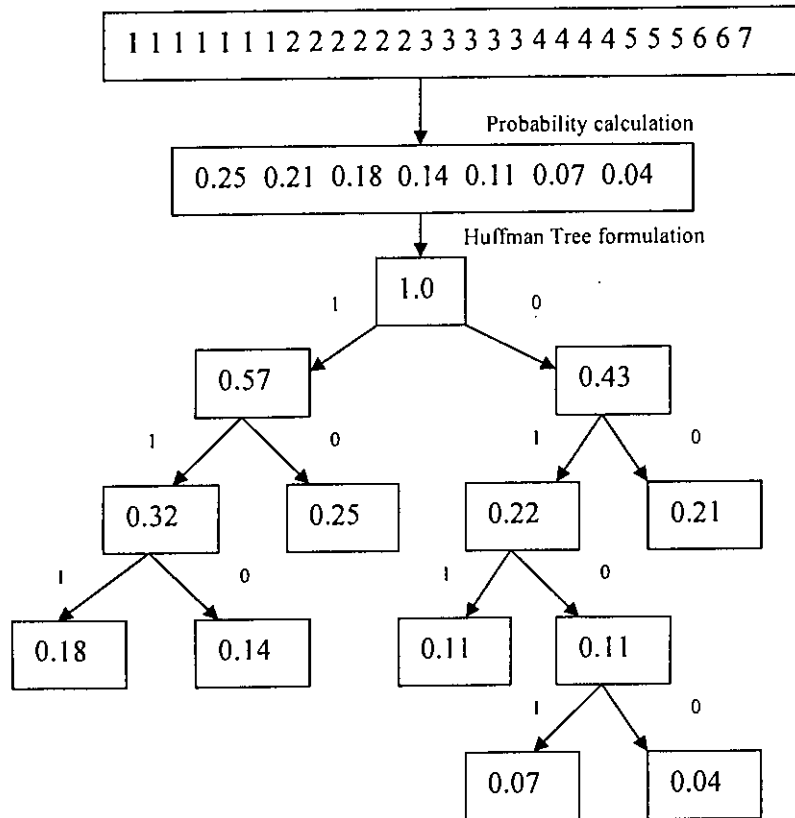 1 1 1 1 1 1 1 2 2 2 2 2 2 3 3 3 3 3 4 4 4 4 5 5 5 6 6 7
Probability calculation
0.25 0.21 0.18 0.14 0.11 0.07 0.04
Huffman Tree formulation
1 1.0 0
0.57 0.43
1 0 1 0
0.32 0.25 0.22 0.21
1 0 1 0
0.18 0.14 0.11 0.11
1 0
0.07 0.04